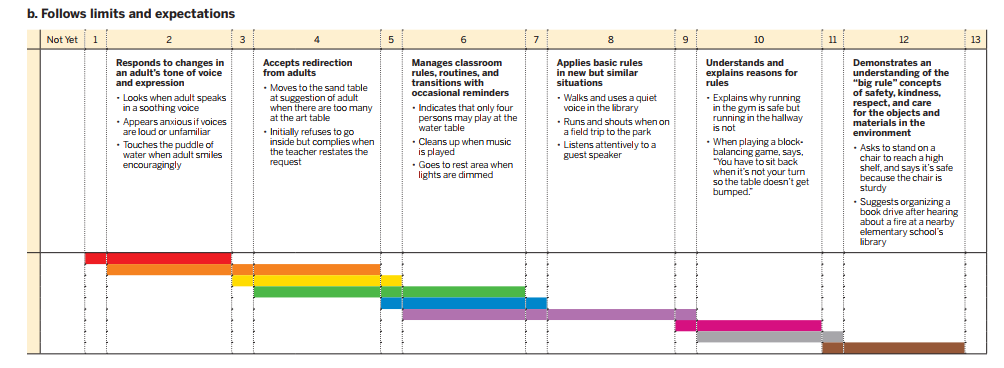 b. Follows limits and expectations
Not Yet 1 2 3 4 5 6 7 8 9 10 11 12 13
Responds to changes in
an adult's tone of voice
and expression
• Looks when adult speaks
in a soothing voice
• Appears anxious if voices
are loud or unfamiliar
• Touches the puddle of
water when adult smiles
encouragingly
Accepts redirection
from adults
• Moves to the sand table
at suggestion of adult
when there are too many
at the art table
• Initially refuses to go
inside but complies when
the teacher restates the
request
Manages classroom
rules, routines, and
transitions with
occasional reminders
• Indicates that only four
persons may play at the
water table
• Cleans up when music
is played
• Goes to rest area when
lights are dimmed
Applies basic rules
in new but similar
situations
• Walks and uses a quiet
voice in the library
• Runs and shouts when on
a field trip to the park
• Listens attentively to a
guest speaker
Understands and
explains reasons for
rules
• Explains why running
in the gym is safe but
running in the hallway
is not
• When playing a block-
balancing game, says,
"You have to sit back
when it's not your turn
so the table doesn't get
bumped."
Demonstrates an
understanding of the
"big rule" concepts
of safety, kindness,
respect, and care
for the objects and
materials in the
environment
• Asks to stand on a
chair to reach a high
shelf, and says it's safe
because the chair is
sturdy
• Suggests organizing a
book drive after hearing
about a fire at a nearby
elementary school's
library